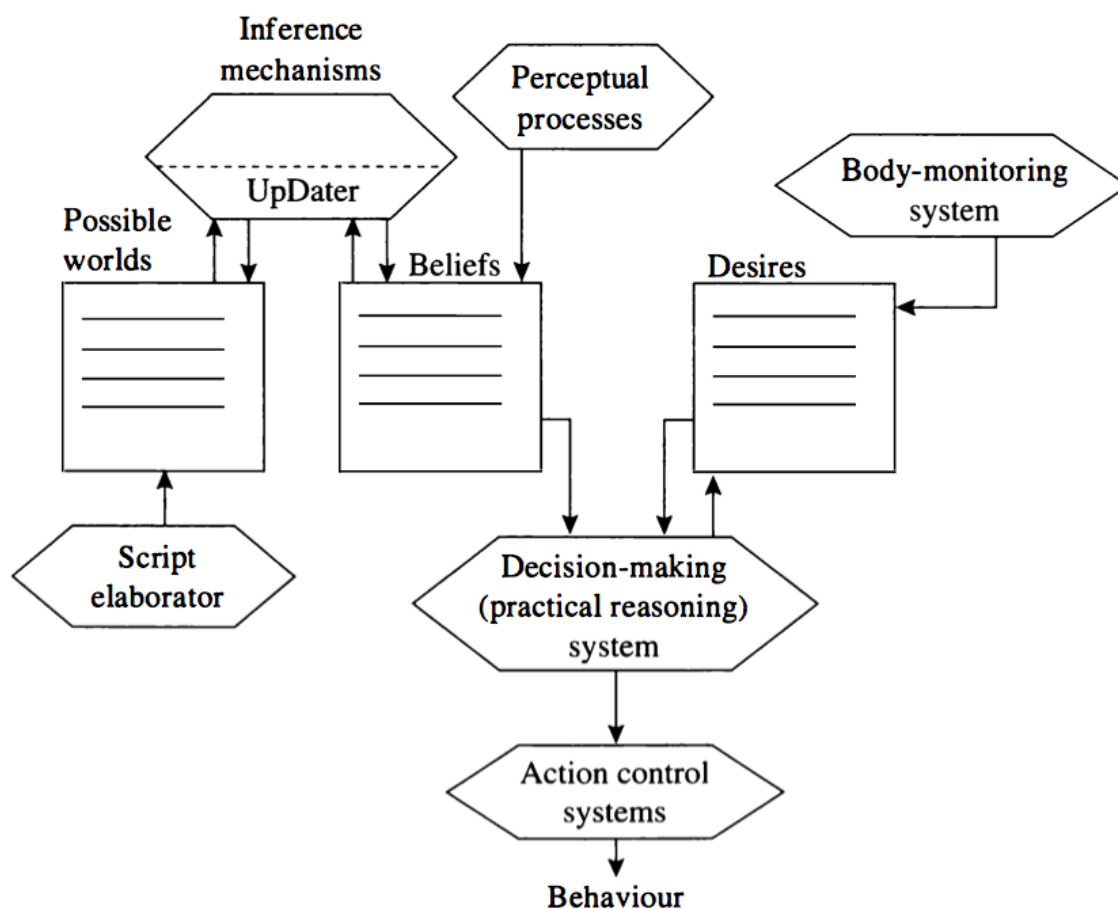 Inference
mechanisms
Perceptual
processes
UpDater
Body-monitoring
system
Possible
worlds
Beliefs
Desires
Script
elaborator
Decision-making
(practical reasoning)
system
Action control
systems
Behaviour